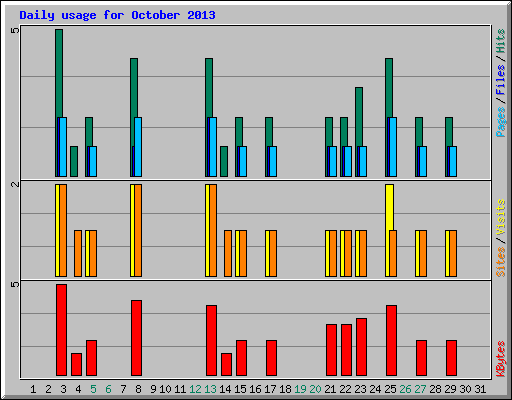 Daily usage for October 2013
5
2
5
Pages / Files / Hits
Sites / Visits
KBytes
1 2 3 4 5 6 7 8 9 10 11 12 13 14 15 16 17 18 19 20 21 22 23 24 25 26 27 28 29 30 31